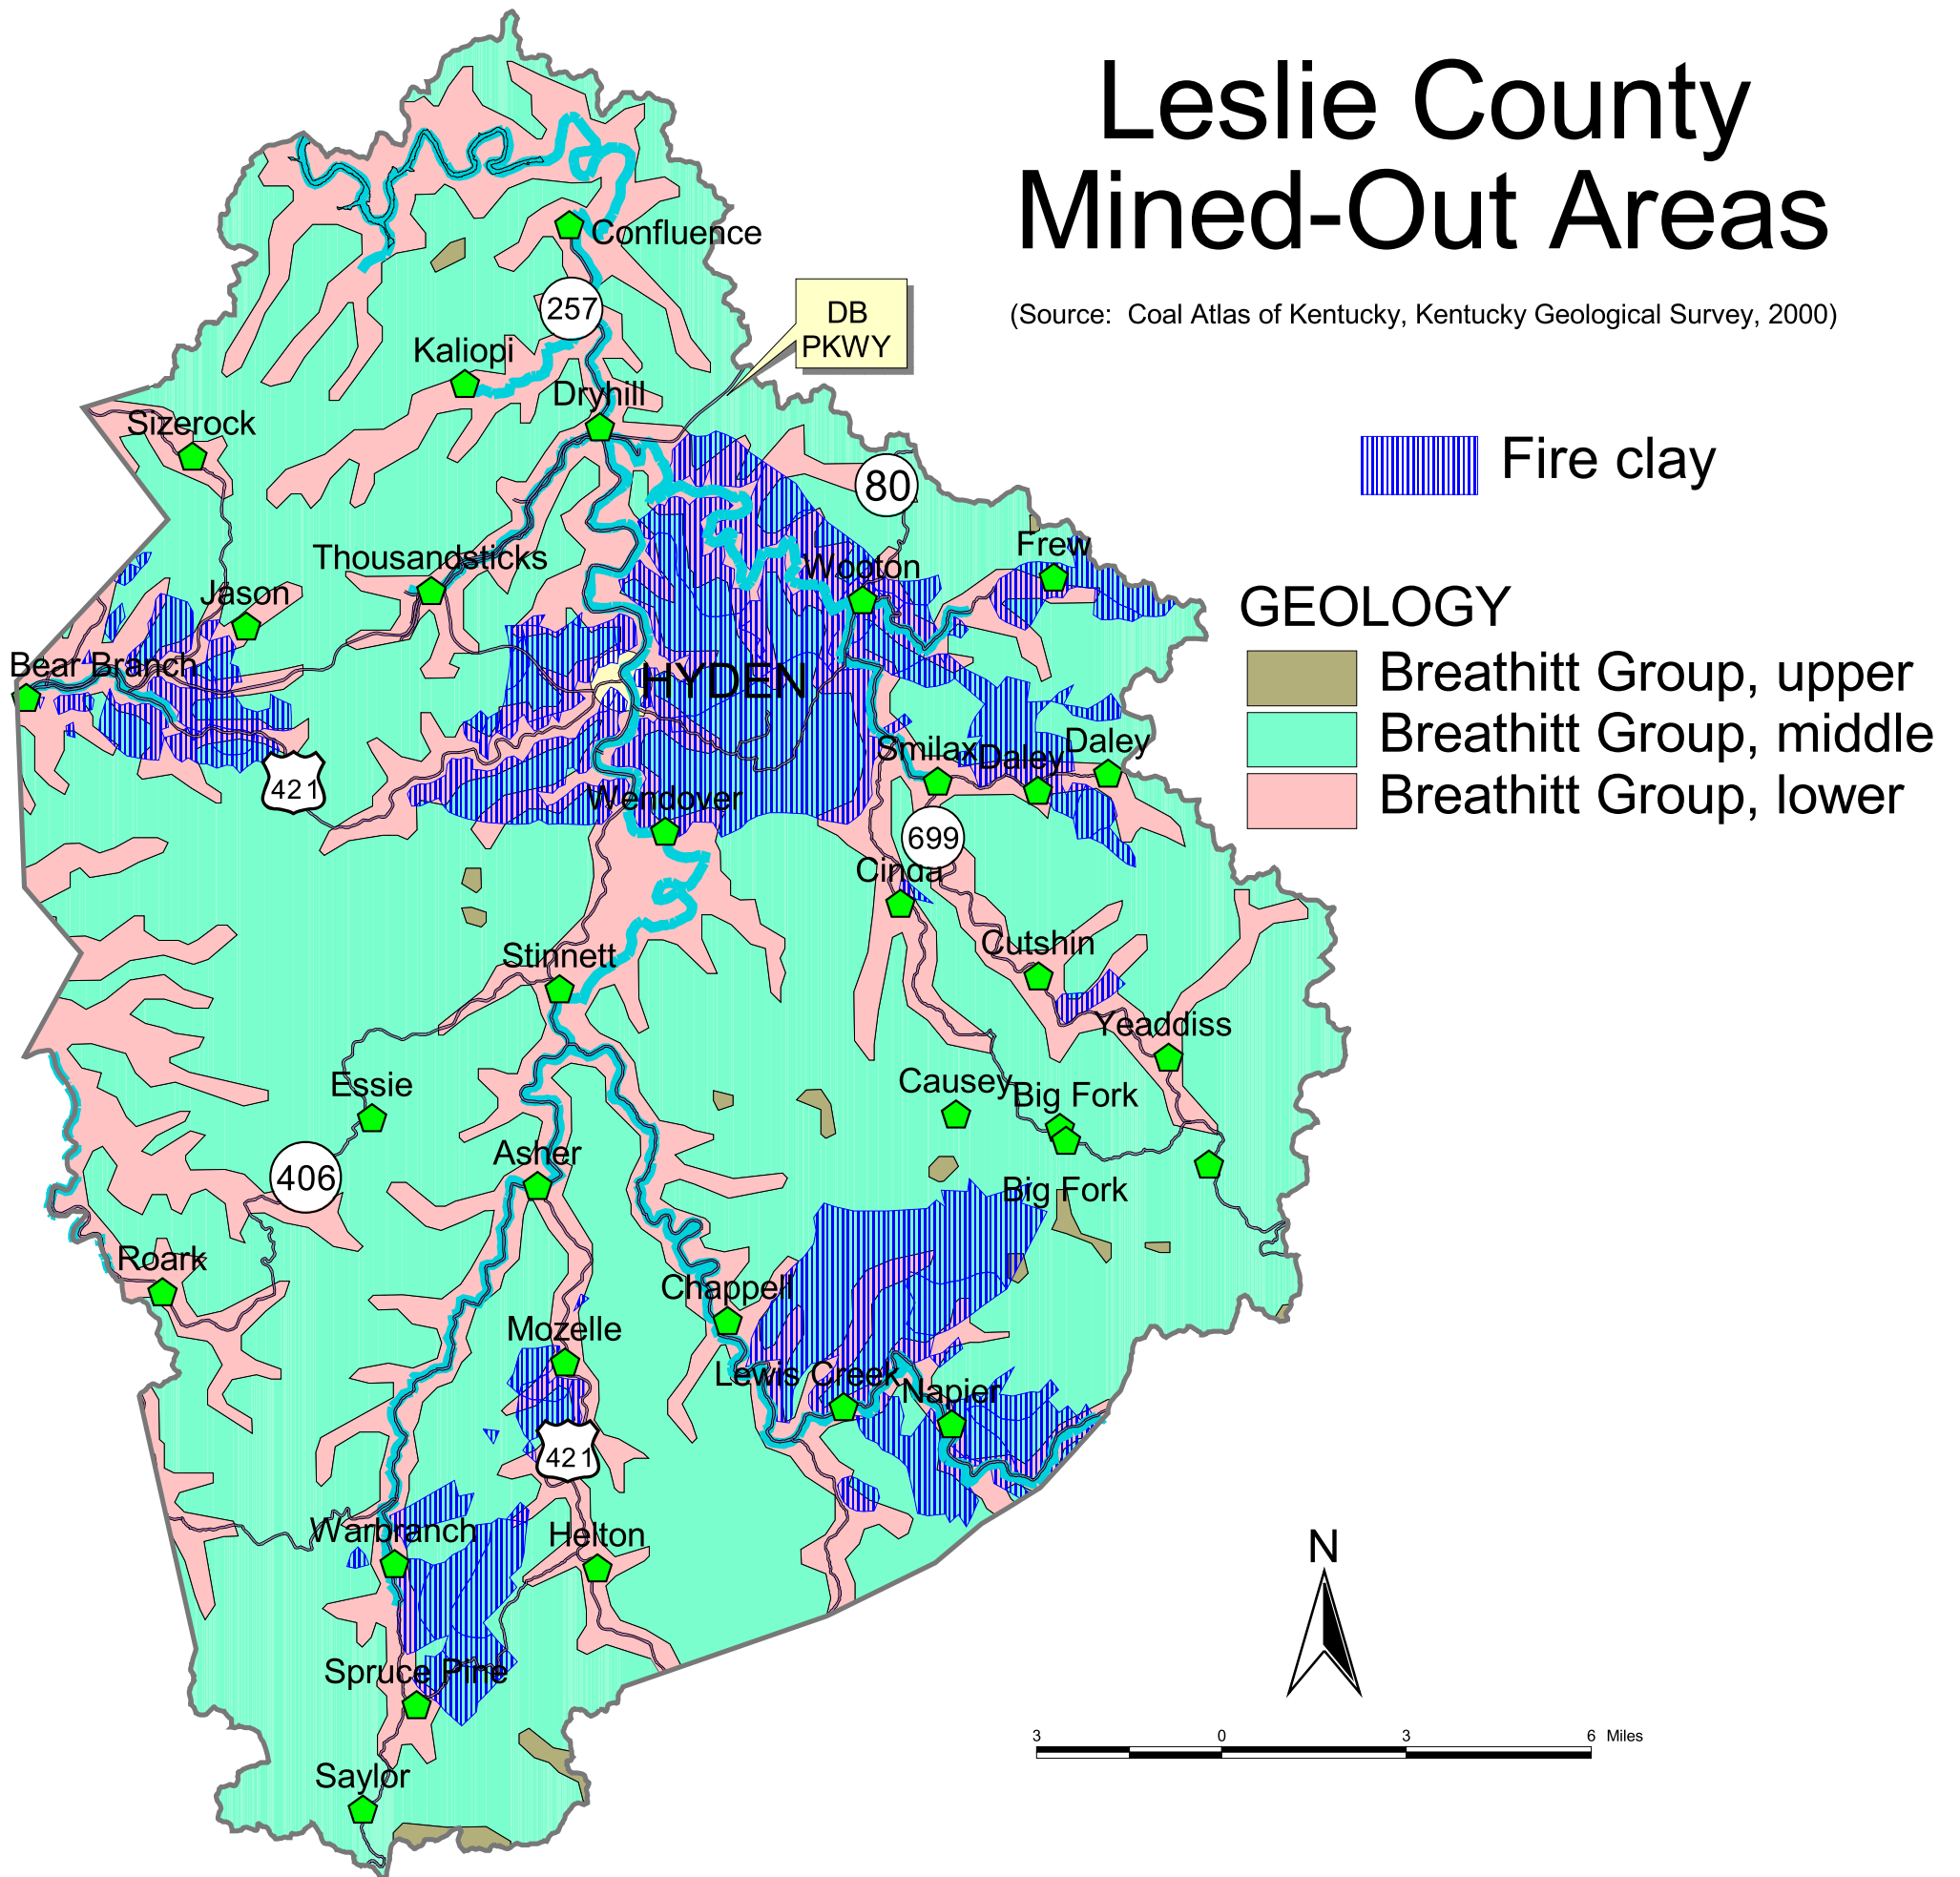 Leslie County
Mined-Out Areas
(Source:  Coal Atlas of Kentucky, Kentucky Geological Survey, 2000)
Fire clay
GEOLOGY
Breathitt Group, upper
Breathitt Group, middle
Breathitt Group, lower
Confluence
257
DB
PKWY
Kaliopi
Dryhill
Sizerock
80
Frew
Thousandsticks
Wooton
Jason
Bear Branch
HYDEN
421
Smilax
Daley
Daley
Wendover
699
Cinda
Cutshin
Stinnett
Yeaddiss
Essie
Causey
Big Fork
Asher
406
Big Fork
Roark
Chappell
Mozelle
Lewis Creek
Napier
421
Warbranch
Helton
Spruce Pine
Saylor
N
3 0 3 6 Miles